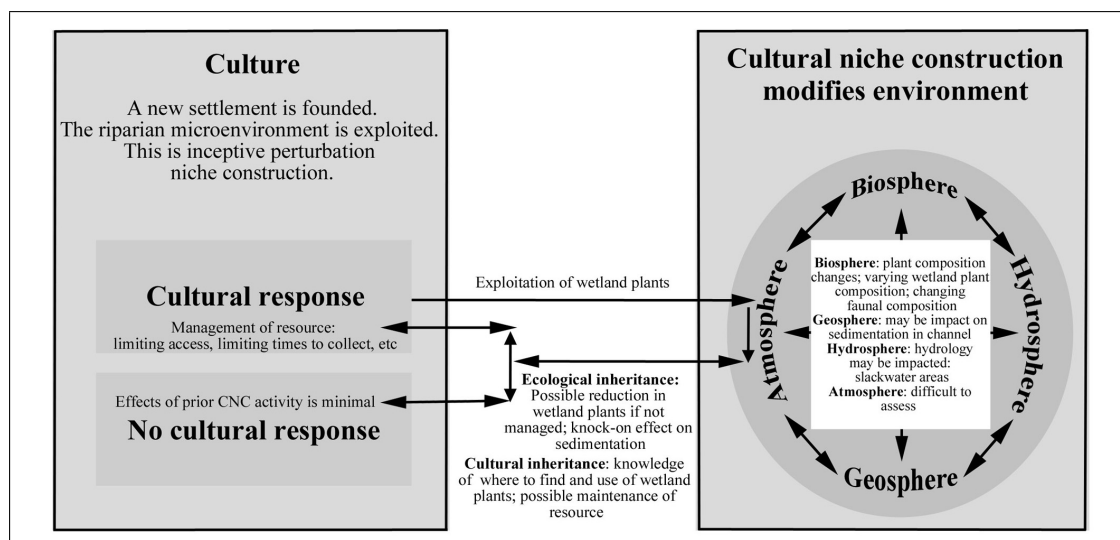 Culture
A new settlement is founded.
The riparian microenvironment is exploited.
This is inceptive perturbation
niche construction.
Cultural response
Management of resource:
limiting access, limiting times to collect, etc
Effects of prior CNC activity is minimal
No cultural response
Exploitation of wetland plants
Ecological inheritance:
Possible reduction in
wetland plants if not
managed; knock-on effect on
sedimentation
Cultural inheritance: knowledge
of where to find and use of wetland
plants; possible maintenance of
resource
Cultural niche construction
modifies environment
Biosphere
Atmosphere
Hydrosphere
Biosphere: plant composition
changes; varying wetland plant
composition; changing
faunal composition
Geosphere: may be impact on
sedimentation in channel
Hydrosphere: hydrology
may be impacted:
slackwater areas
Atmosphere: difficult to
assess
Geosphere